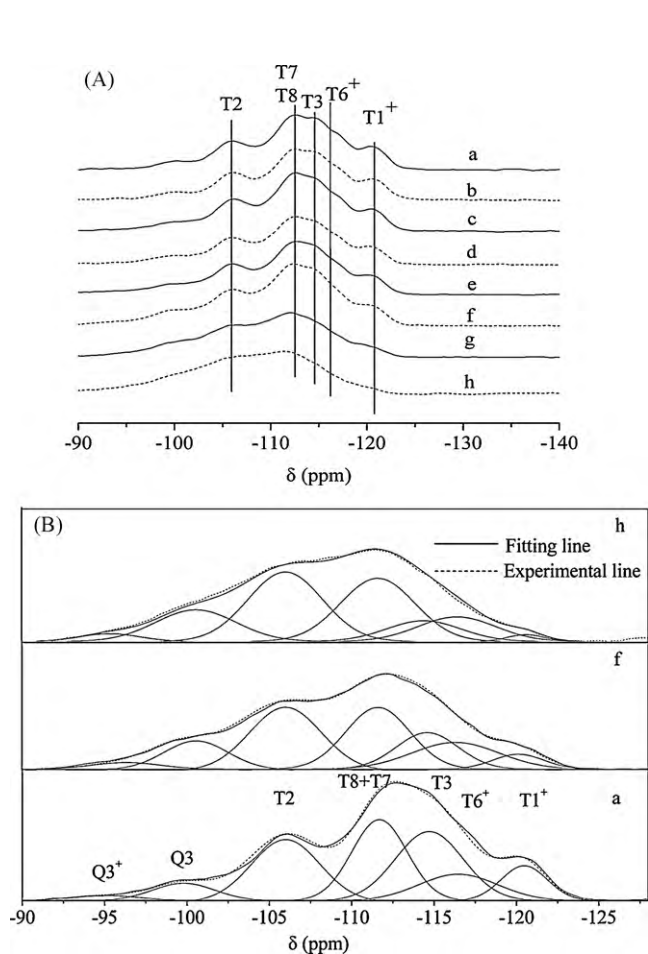 (A)
T7
T2 T8 T3 T6+ T1+
a
b
c
d
e
f
g
h
-90 -100 -110 -120 -130 -140
δ (ppm)
(B)
h
Fitting line
Experimental line
f
T8+T7
T2 T3 T6+ T1+ a
Q3+ Q3
-90 -95 -100 -105 -110 -115 -120 -125
δ (ppm)